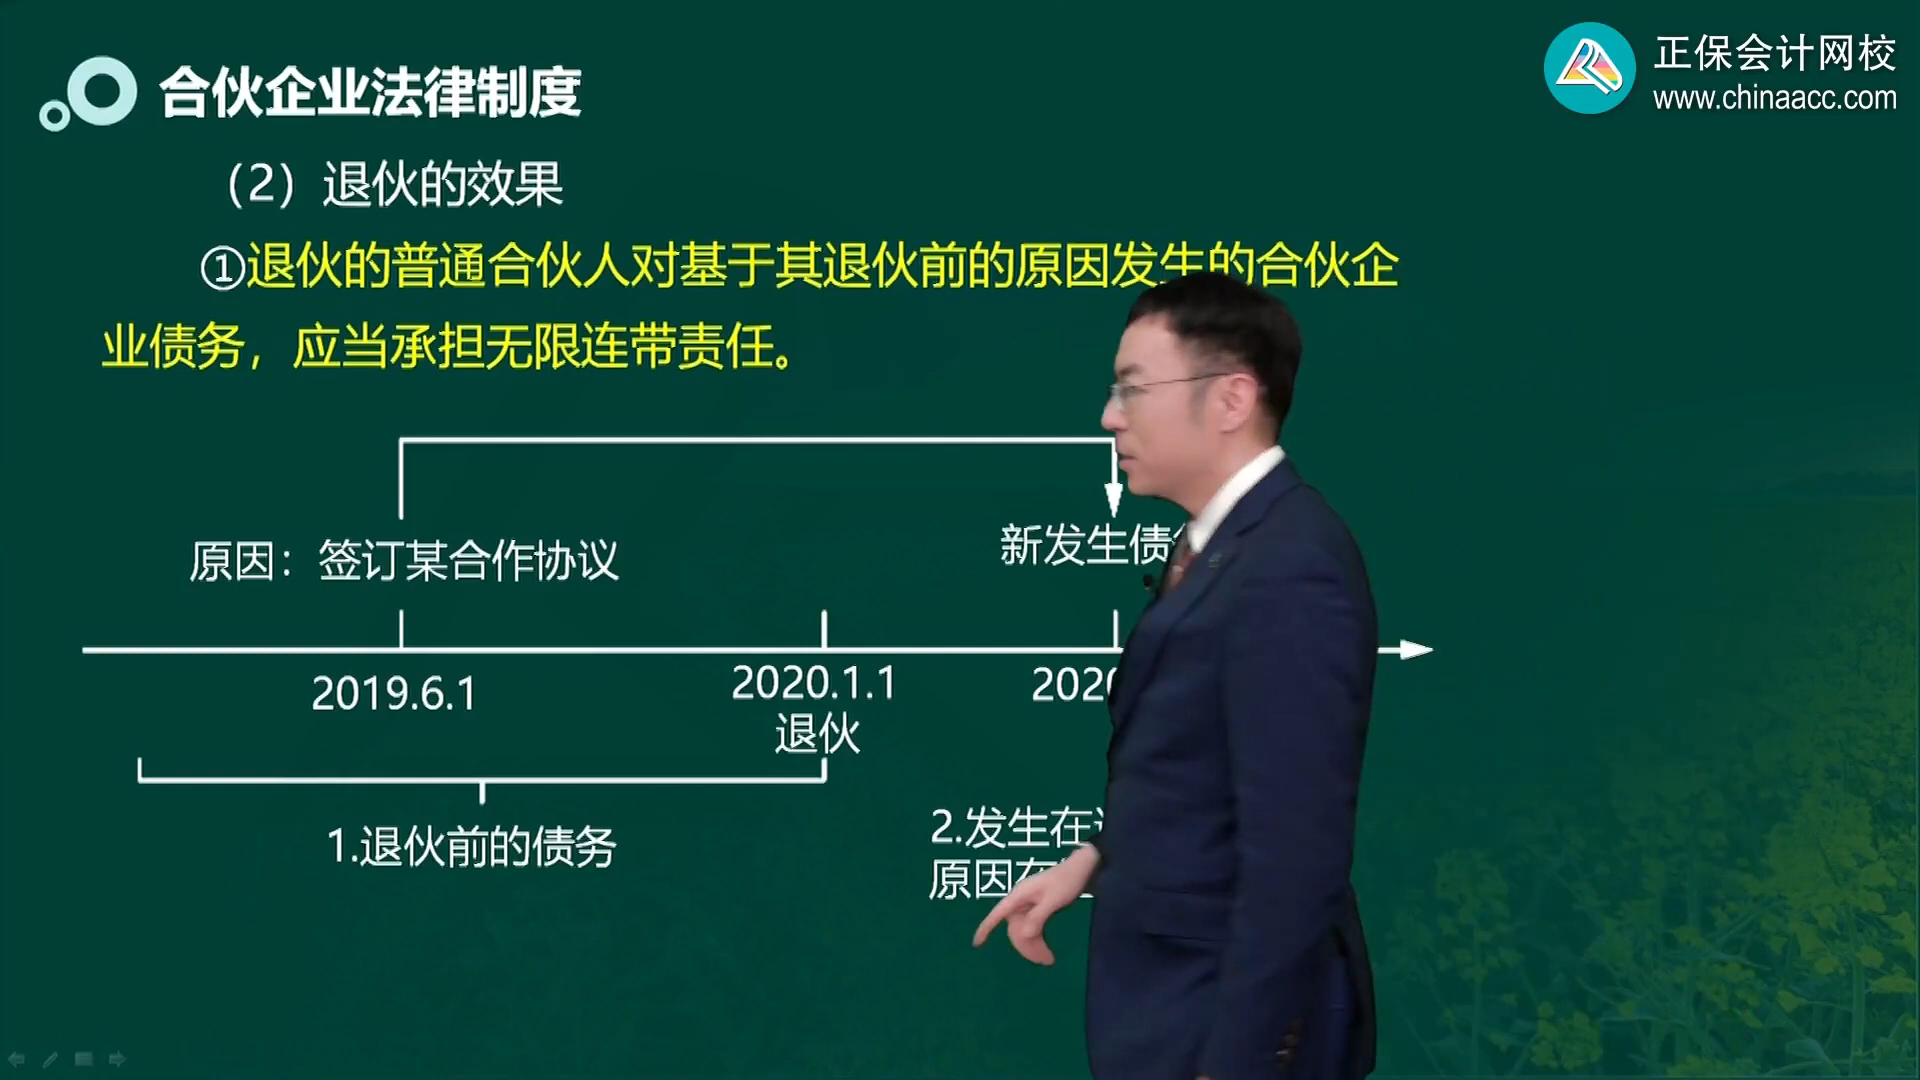 合伙企业法律制度
正保会计网校
www.chinaacc.com
（2）退伙的效果
①退伙的普通合伙人对基于其退伙前的原因发生的合伙企
业债务，应当承担无限连带责任。
原因：签订某合作协议
新发生债
2019.6.1
2020.1.1
2020
退伙
1.退伙前的债务
2.发生在
原因在